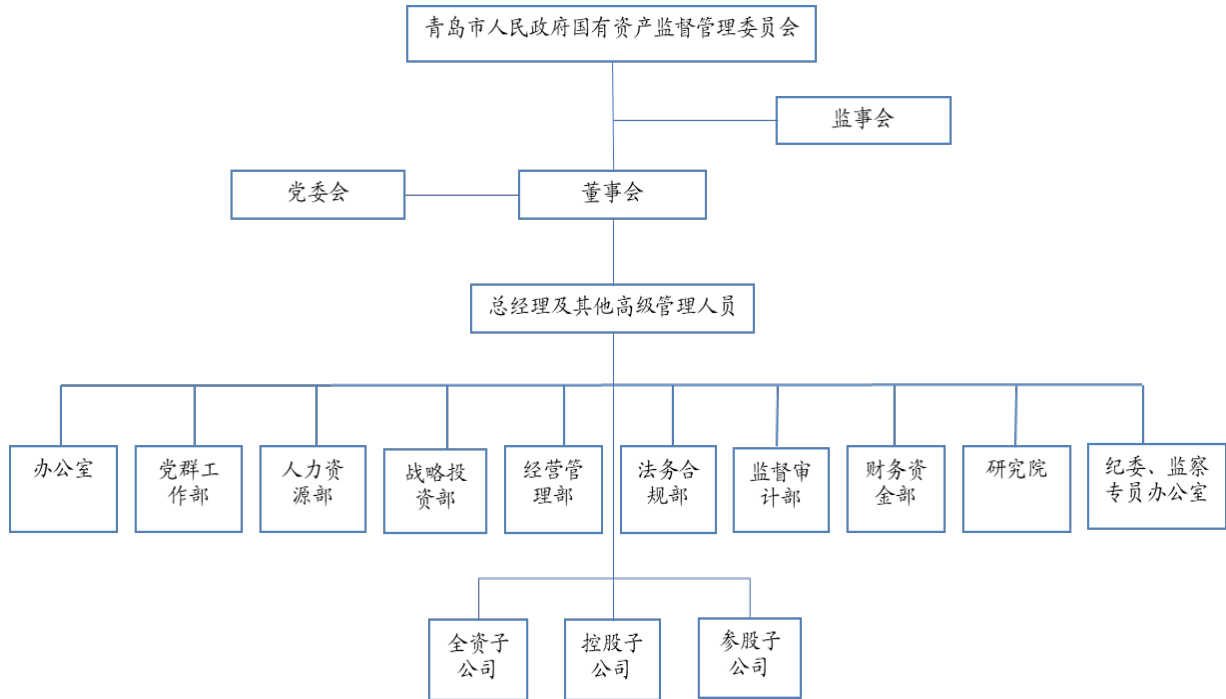 青岛市人民政府国有资产监督管理委员会
监事会
党委会
董事会
总经理及其他高级管理人员
办公室
党群工
作部
人力资
源部
战略投
资部
经营管
理部
法务合
规部
监督审
计部
财务资
金部
研究院
纪委、监察
专员办公室
全资子
公司
控股子
公司
参股子
公司